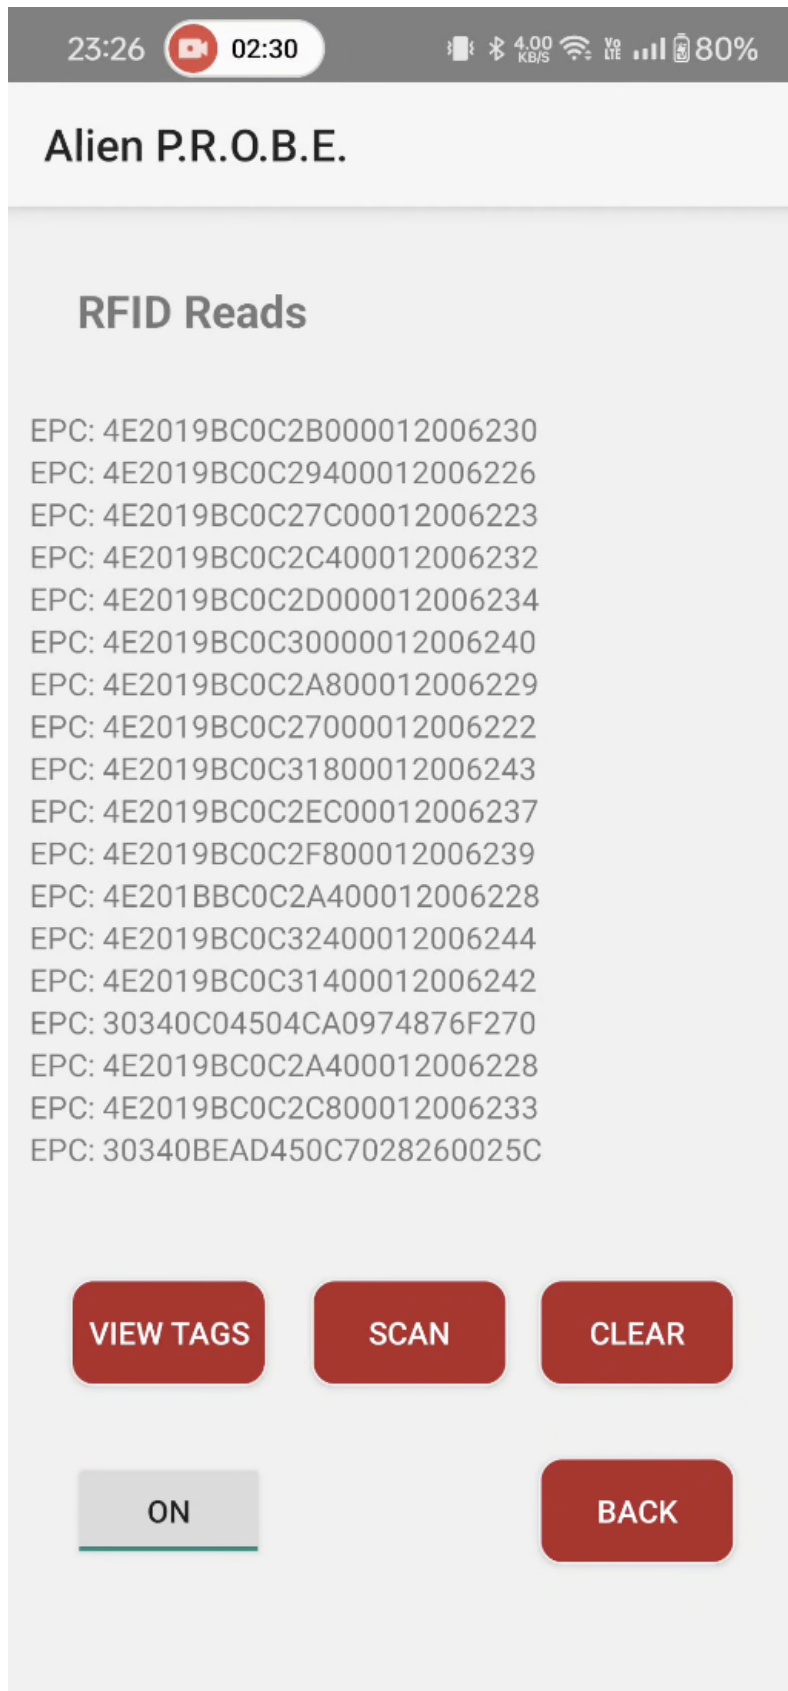 23:26 02:30 4.00 KB/S Vo LTE 80%
Alien P.R.O.B.E.
RFID Reads
EPC: 4E2019BC0C2B000012006230
EPC: 4E2019BC0C29400012006226
EPC: 4E2019BC0C27C00012006223
EPC: 4E2019BC0C2C400012006232
EPC: 4E2019BC0C2D000012006234
EPC: 4E2019BC0C30000012006240
EPC: 4E2019BC0C2A800012006229
EPC: 4E2019BC0C27000012006222
EPC: 4E2019BC0C31800012006243
EPC: 4E2019BC0C2EC00012006237
EPC: 4E2019BC0C2F800012006239
EPC: 4E201BBC0C2A400012006228
EPC: 4E2019BC0C32400012006244
EPC: 4E2019BC0C31400012006242
EPC: 30340C04504CA0974876F270
EPC: 4E2019BC0C2A400012006228
EPC: 4E2019BC0C2C800012006233
EPC: 30340BEAD450C7028260025C
VIEW TAGS SCAN CLEAR
ON BACK